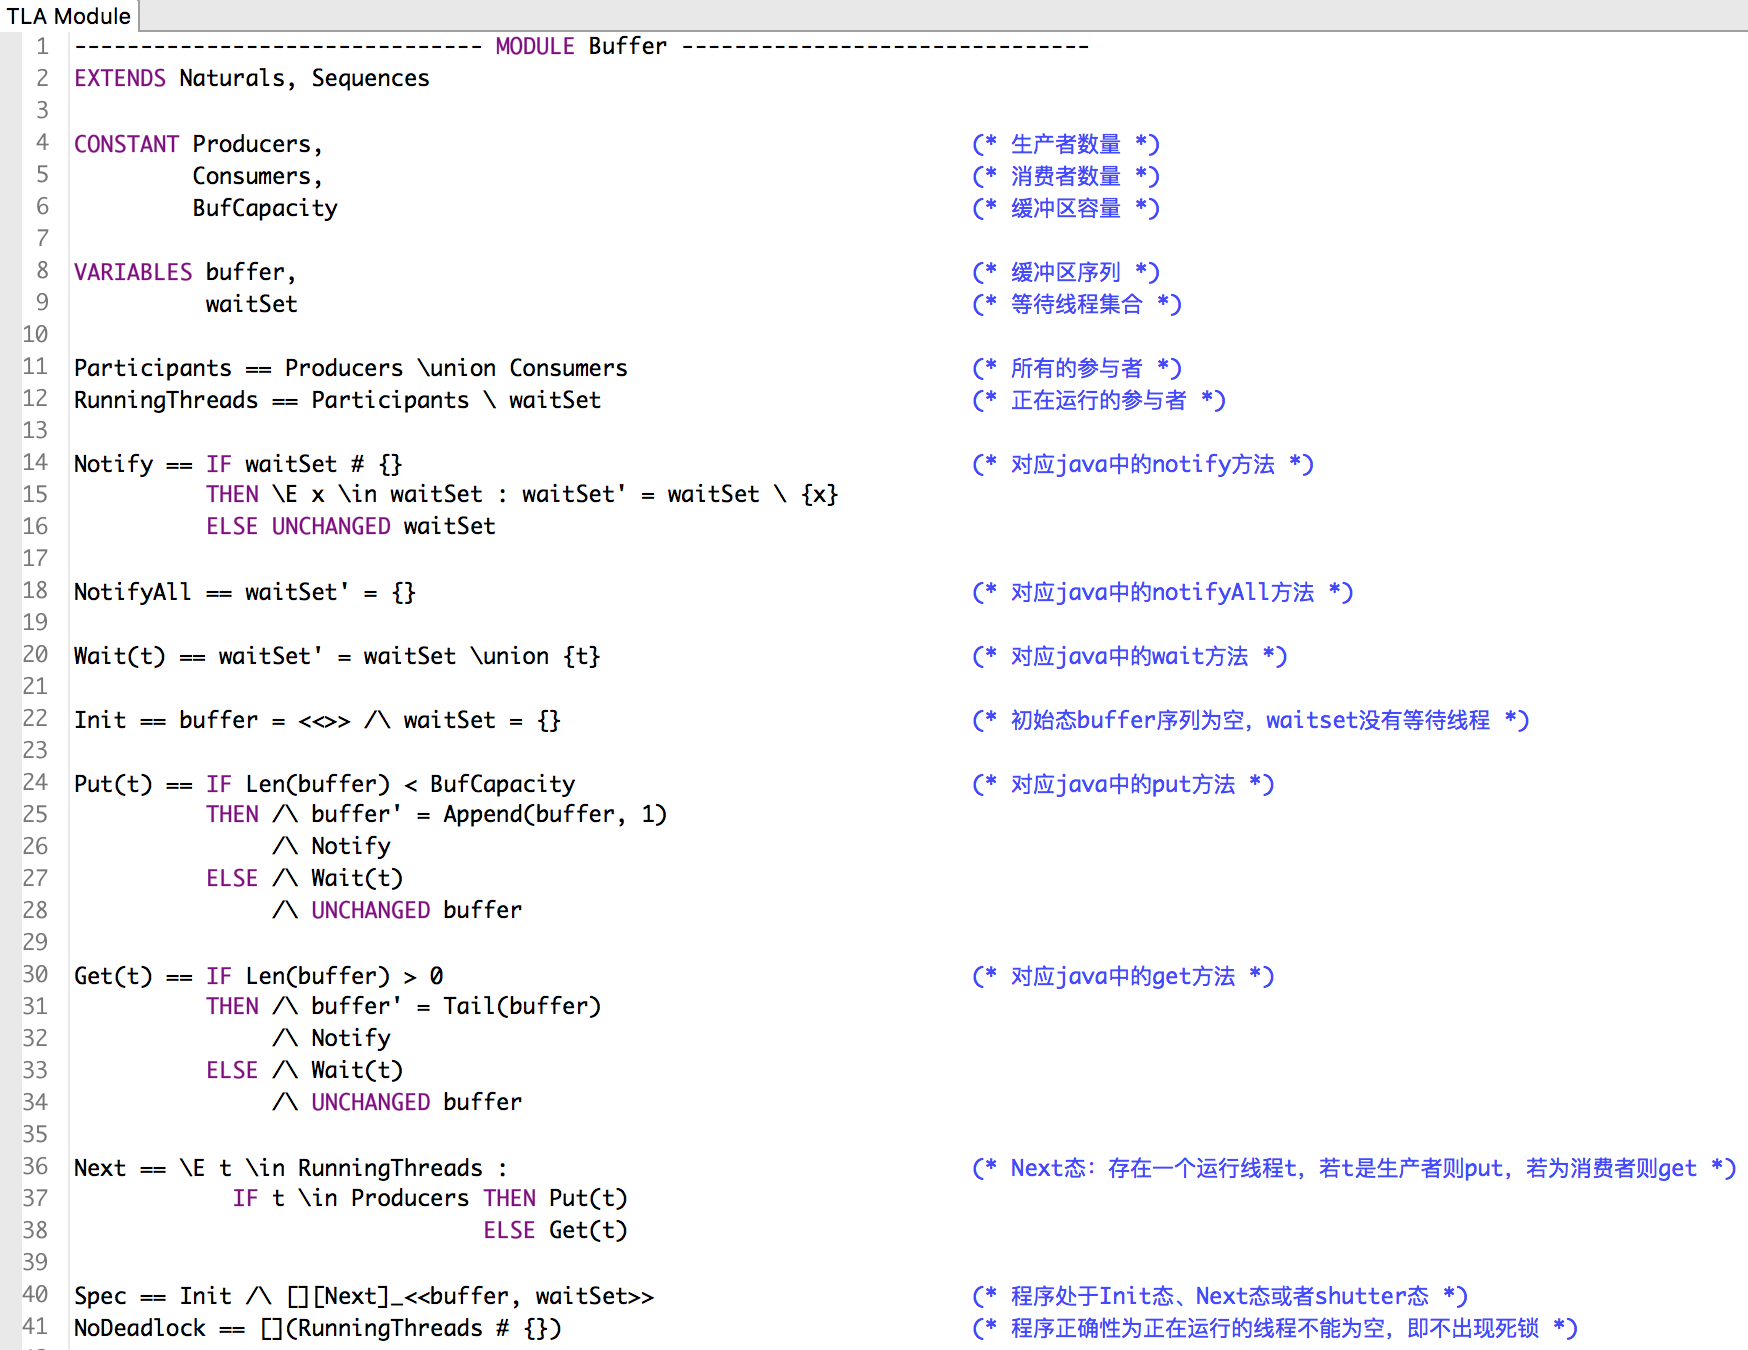 TLA Module
1 ------------------------------- MODULE Buffer -------------------------------
2 EXTENDS Naturals, Sequences
3
4 CONSTANT Producers, (* 生产者数量 *)
5 Consumers, (* 消费者数量 *)
6 BufCapacity (* 缓冲区容量 *)
7
8 VARIABLES buffer, (* 缓冲区序列 *)
9 waitSet (* 等待线程集合 *)
10
11 Participants == Producers \union Consumers (* 所有的参与者 *)
12 RunningThreads == Participants \ waitSet (* 正在运行的参与者 *)
13
14 Notify == IF waitSet # {} (* 对应java中的notify方法 *)
15 THEN \E x \in waitSet : waitSet' = waitSet \ {x}
16 ELSE UNCHANGED waitSet
17
18 NotifyAll == waitSet' = {} (* 对应java中的notifyAll方法 *)
19
20 Wait(t) == waitSet' = waitSet \union {t} (* 对应java中的wait方法 *)
21
22 Init == buffer = <<>> /\ waitSet = {} (* 初始态buffer序列为空，waitset没有等待线程 *)
23
24 Put(t) == IF Len(buffer) < BufCapacity (* 对应java中的put方法 *)
25 THEN /\ buffer' = Append(buffer, 1)
26 /\ Notify
27 ELSE /\ Wait(t)
28 /\ UNCHANGED buffer
29
30 Get(t) == IF Len(buffer) > 0 (* 对应java中的get方法 *)
31 THEN /\ buffer' = Tail(buffer)
32 /\ Notify
33 ELSE /\ Wait(t)
34 /\ UNCHANGED buffer
35
36 Next == \E t \in RunningThreads : (* Next态：存在一个运行线程t，若t是生产者则put，若为消费者则get *)
37 IF t \in Producers THEN Put(t)
38 ELSE Get(t)
39
40 Spec == Init /\ [][Next]_<<buffer, waitSet>> (* 程序处于Init态、Next态或者shutter态 *)
41 NoDeadlock == [](RunningThreads # {}) (* 程序正确性为正在运行的线程不能为空，即不出现死锁 *)